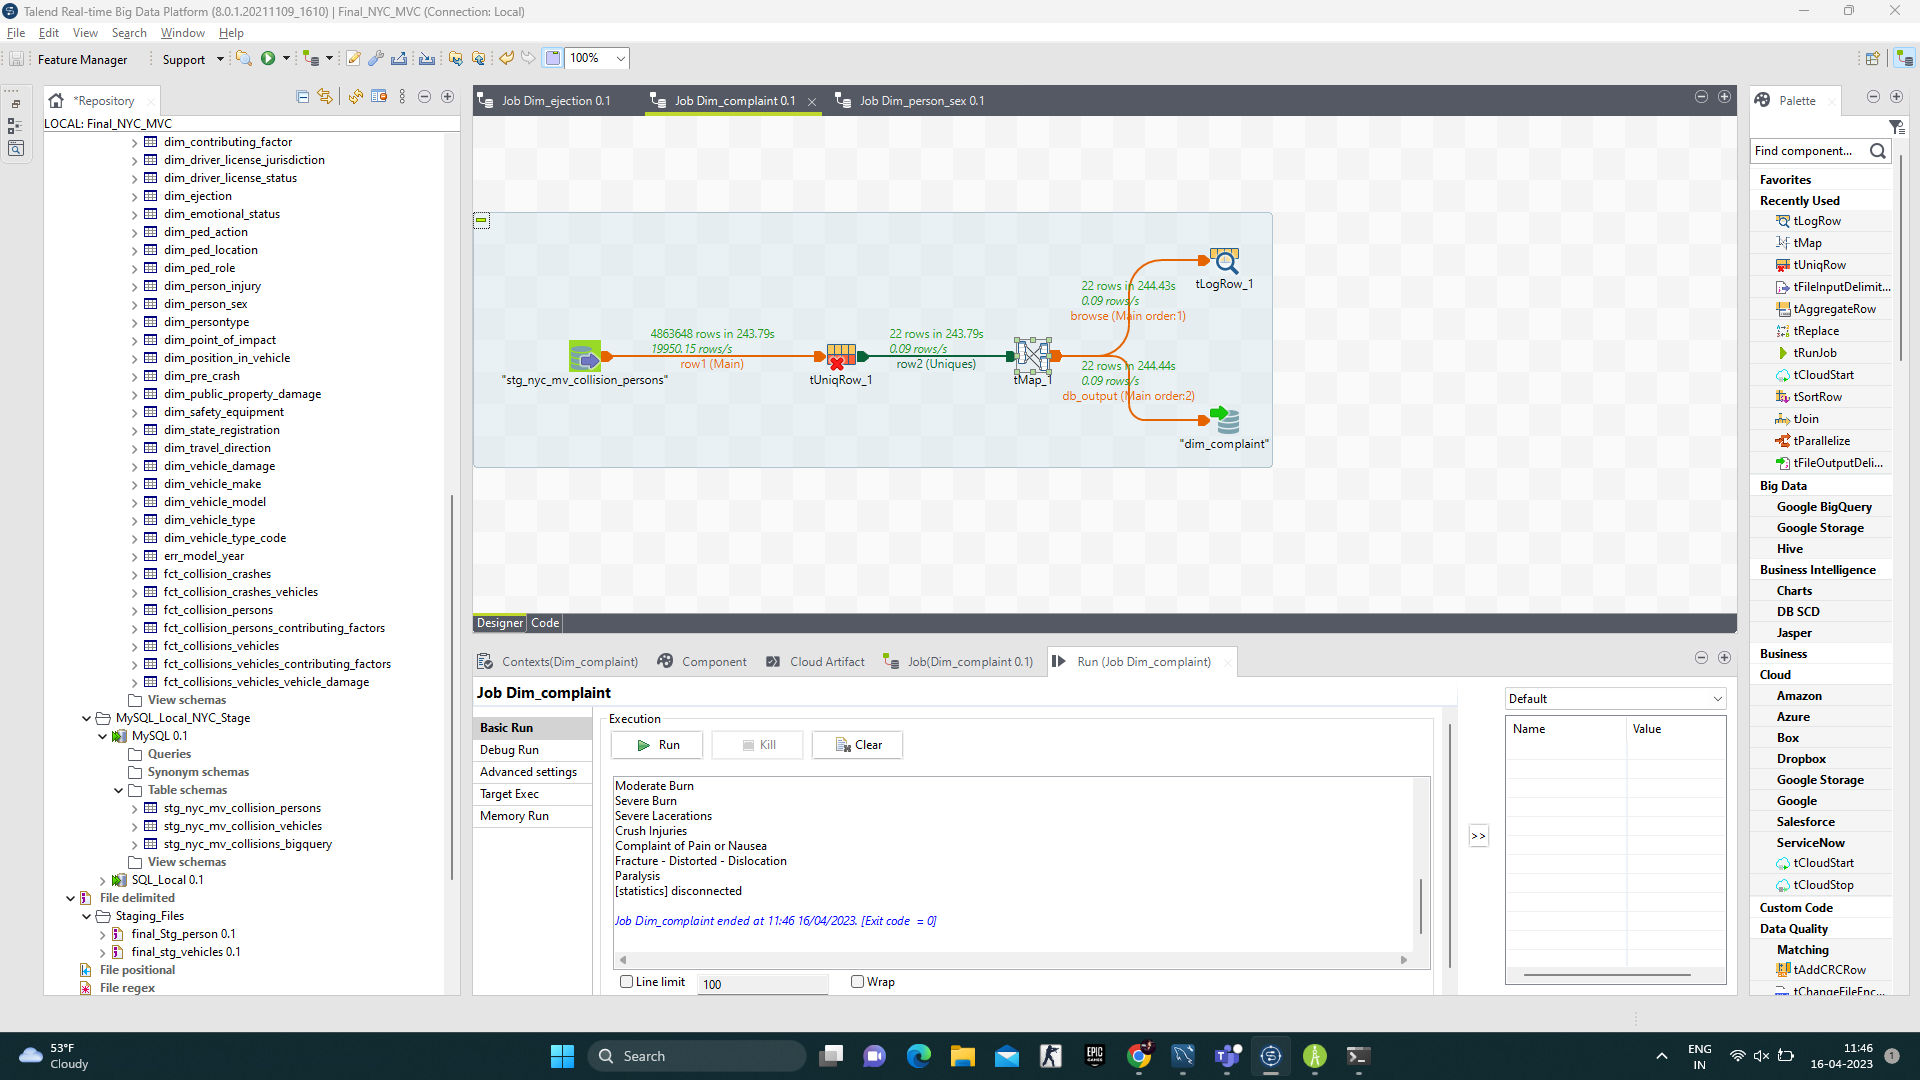 Talend Real-time Big Data Platform (8.0.1.20211109_1610) | Final_NYC_MVC (Connection: Local)
File Edit View Search Window Help
Feature Manager Support 100%
*Repository
LOCAL: Final_NYC_MVC
dim_contributing_factor
dim_driver_license_jurisdiction
dim_driver_license_status
dim_ejection
dim_emotional_status
dim_ped_action
dim_ped_location
dim_ped_role
dim_person_injury
dim_person_sex
dim_persontype
dim_point_of_impact
dim_position_in_vehicle
dim_pre_crash
dim_public_property_damage
dim_safety_equipment
dim_state_registration
dim_travel_direction
dim_vehicle_damage
dim_vehicle_make
dim_vehicle_model
dim_vehicle_type
dim_vehicle_type_code
err_model_year
fct_collision_crashes
fct_collision_crashes_vehicles
fct_collision_persons
fct_collision_persons_contributing_factors
fct_collisions_vehicles
fct_collisions_vehicles_contributing_factors
fct_collisions_vehicles_vehicle_damage
View schemas
MySQL_Local_NYC_Stage
MySQL 0.1
Queries
Synonym schemas
Table schemas
stg_nyc_mv_collision_persons
stg_nyc_mv_collision_vehicles
stg_nyc_mv_collisions_bigquery
View schemas
SQL_Local 0.1
File delimited
Staging_Files
final_Stg_person 0.1
final_stg_vehicles 0.1
File positional
File regex
Job Dim_ejection 0.1
Job Dim_complaint 0.1
Job Dim_person_sex 0.1
22 rows in 244.43s
0.09 rows/s
browse (Main order:1)
tLogRow_1
4863648 rows in 243.79s
19950.15 rows/s
row1 (Main)
"stg_nyc_mv_collision_persons"
tUniqRow_1
22 rows in 243.79s
0.09 rows/s
row2 (Uniques)
tMap_1
22 rows in 244.44s
0.09 rows/s
db_output (Main order:2)
"dim_complaint"
Designer Code
Contexts(Dim_complaint) Component Cloud Artifact Job(Dim_complaint 0.1) Run (Job Dim_complaint)
Job Dim_complaint
Basic Run
Debug Run
Advanced settings
Target Exec
Memory Run
Execution
Run Kill Clear
Moderate Burn
Severe Burn
Severe Lacerations
Crush Injuries
Complaint of Pain or Nausea
Fracture - Distorted - Dislocation
Paralysis
[statistics] disconnected
Job Dim_complaint ended at 11:46 16/04/2023. [Exit code = 0]
Line limit 100 Wrap
>>
Default
Name Value
Palette
Find component...
Favorites
Recently Used
tLogRow
tMap
tUniqRow
tFileInputDelimit...
tAggregateRow
tReplace
tRunJob
tCloudStart
tSortRow
tJoin
tParallelize
tFileOutputDeli...
Big Data
Google BigQuery
Google Storage
Hive
Business Intelligence
Charts
DB SCD
Jasper
Business
Cloud
Amazon
Azure
Box
Dropbox
Google Storage
Google
Salesforce
ServiceNow
tCloudStart
tCloudStop
Custom Code
Data Quality
Matching
tAddCRCRow
tChangeFileEnc...
53°F
Cloudy
Search
EPIC GAMES
ENG
IN
11:46
16-04-2023
1